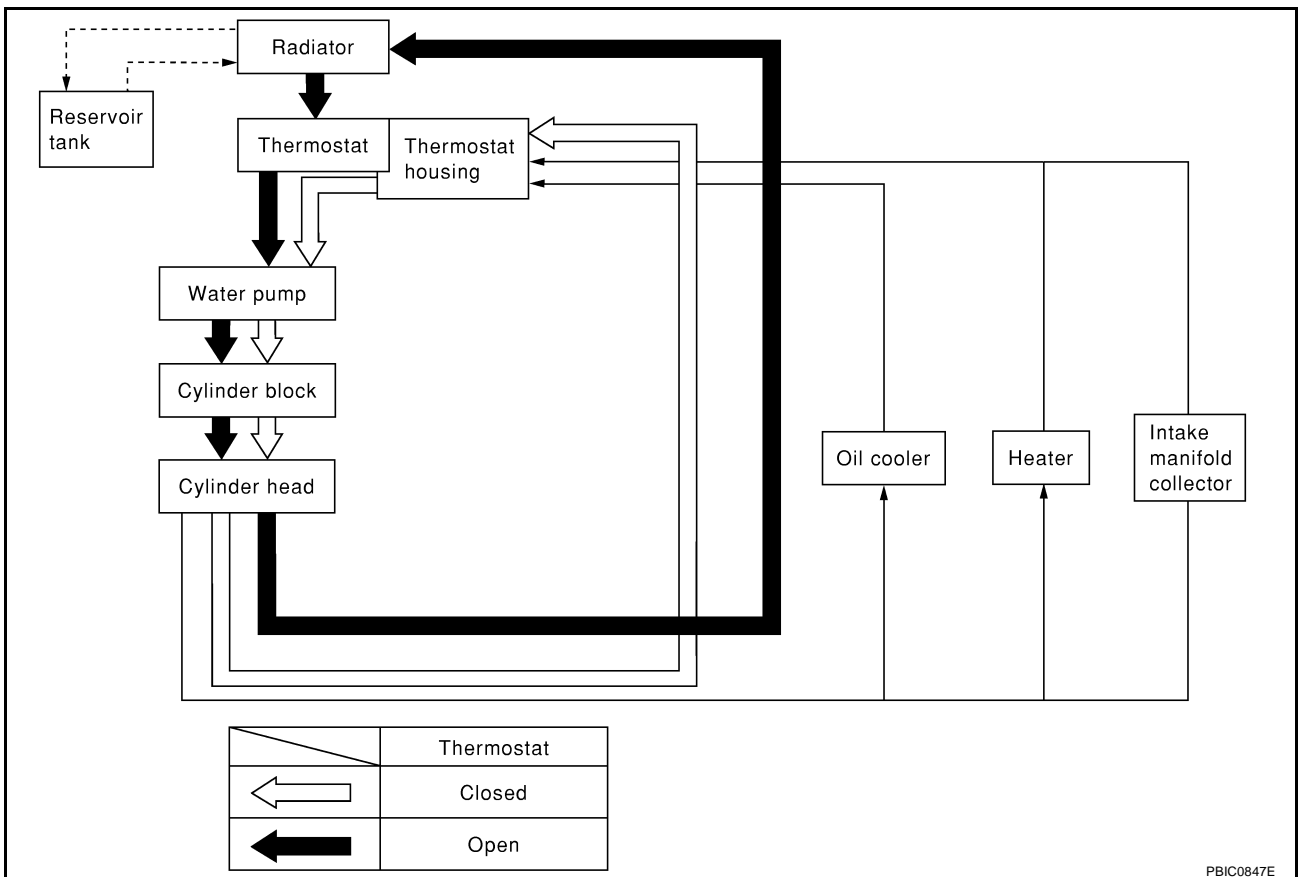 Radiator
Reservoir
tank
Thermostat
Thermostat
housing
Water pump
Cylinder block
Cylinder head
Oil cooler
Heater
Intake
manifold
collector
Thermostat
Closed
Open
PBIC0847E